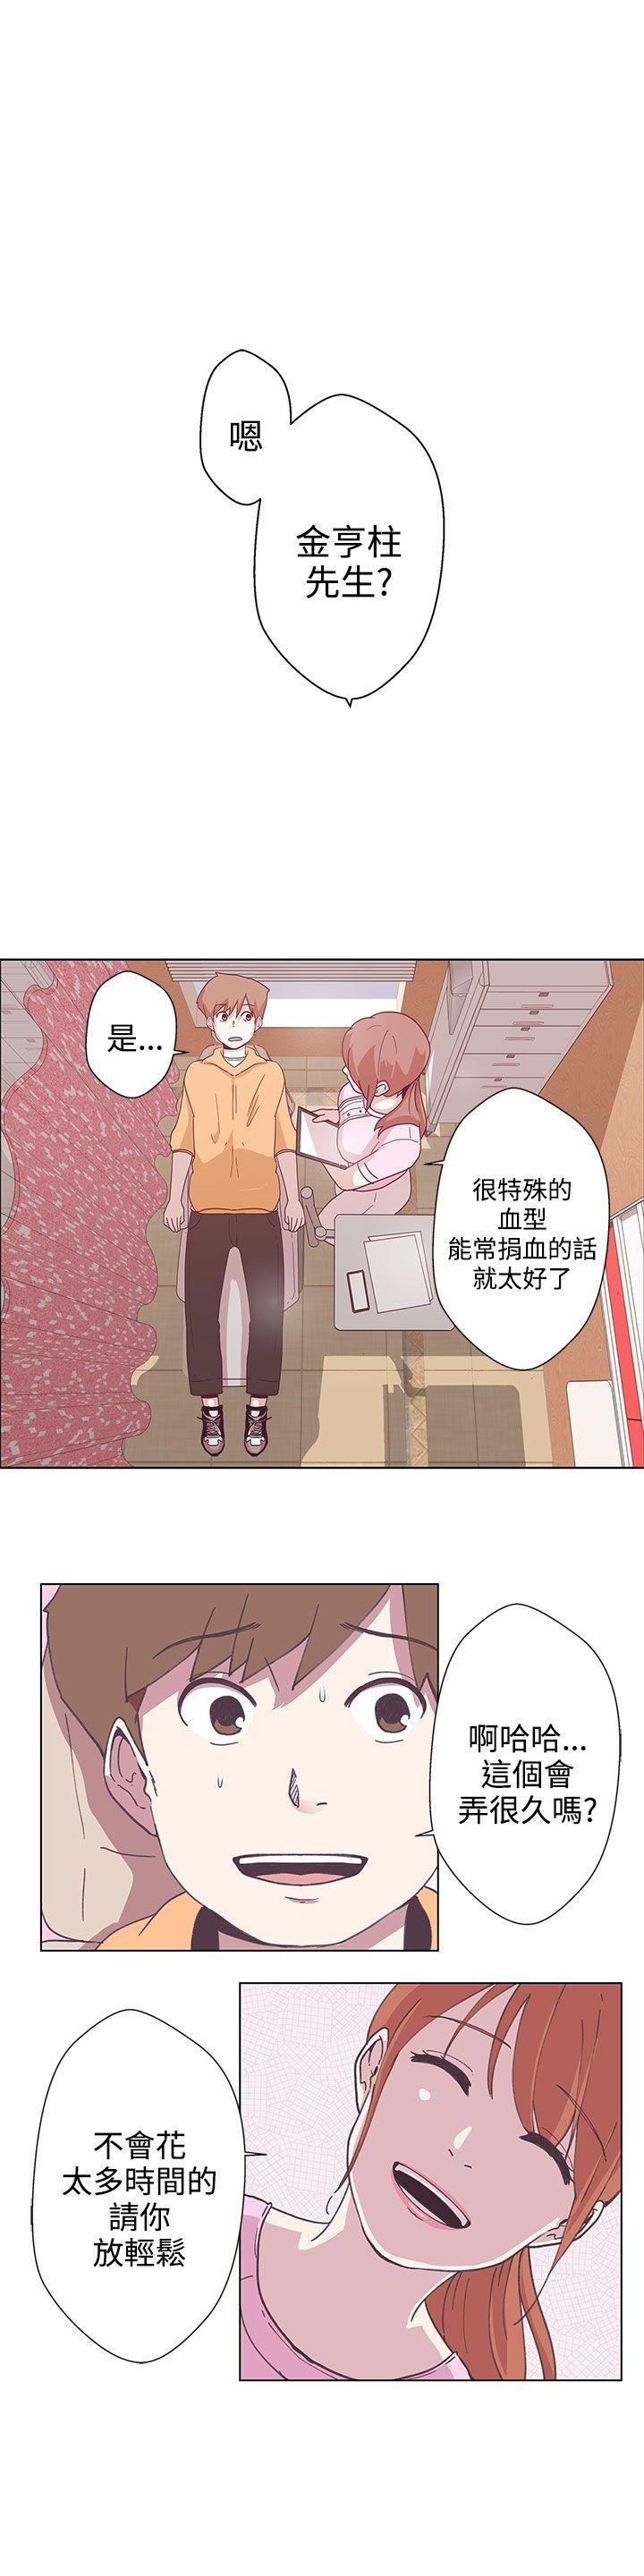 嗯
金亨柱
先生?
是...
很特殊的
血型
能常捐血的話
就太好了
啊哈哈...
這個會
弄很久嗎?
不會花
太多時間的
請你
放輕鬆